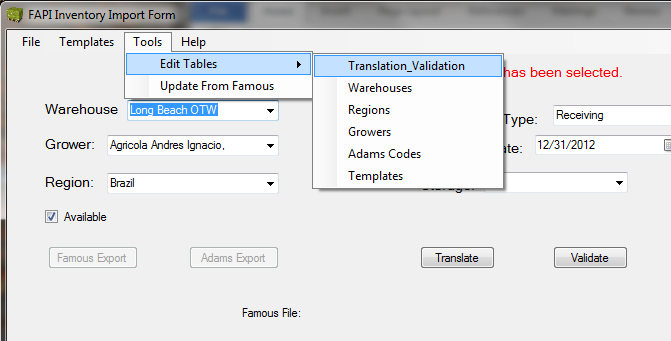 FAPI Inventory Import Form
File Templates Tools Help
Edit Tables
Update From Famous
Translation_Validation
Warehouses
Regions
Growers
Adams Codes
Templates
has been selected.
Warehouse Long Beach OTW
Type: Receiving
Grower: Agricola Andres Ignacio,
12/31/2012
Region: Brazil
Available
Famous Export Adams Export Translate Validate
Famous File: